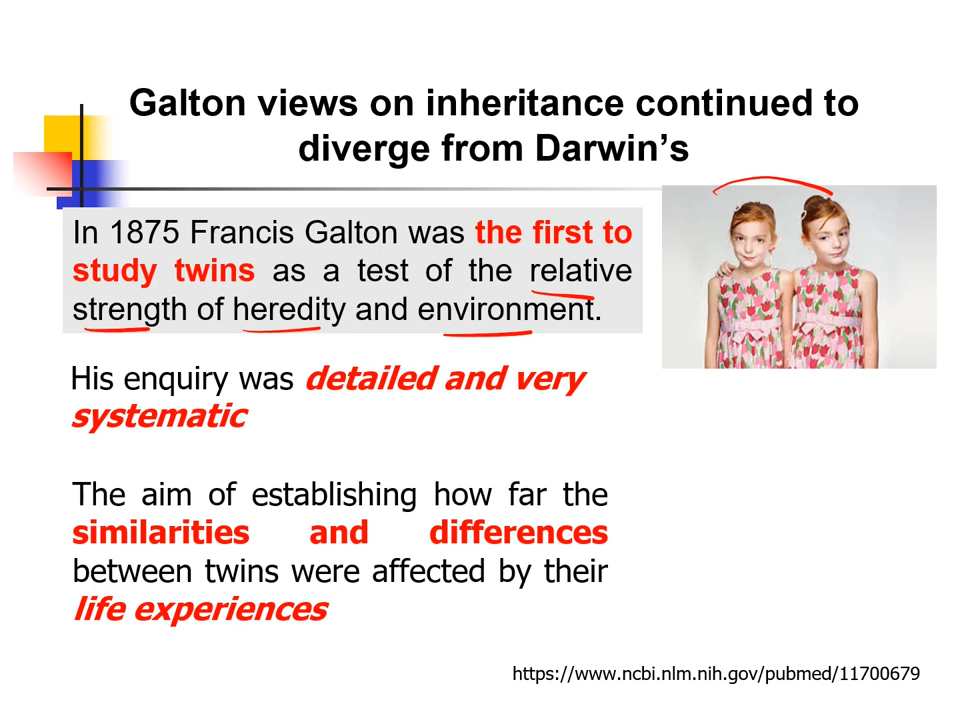 Galton views on inheritance continued to
diverge from Darwin's
In 1875 Francis Galton was the first to
study twins as a test of the relative
strength of heredity and environment.
His enquiry was detailed and very
systematic
The aim of establishing how far the
similarities and differences
between twins were affected by their
life experiences
https://www.ncbi.nlm.nih.gov/pubmed/11700679